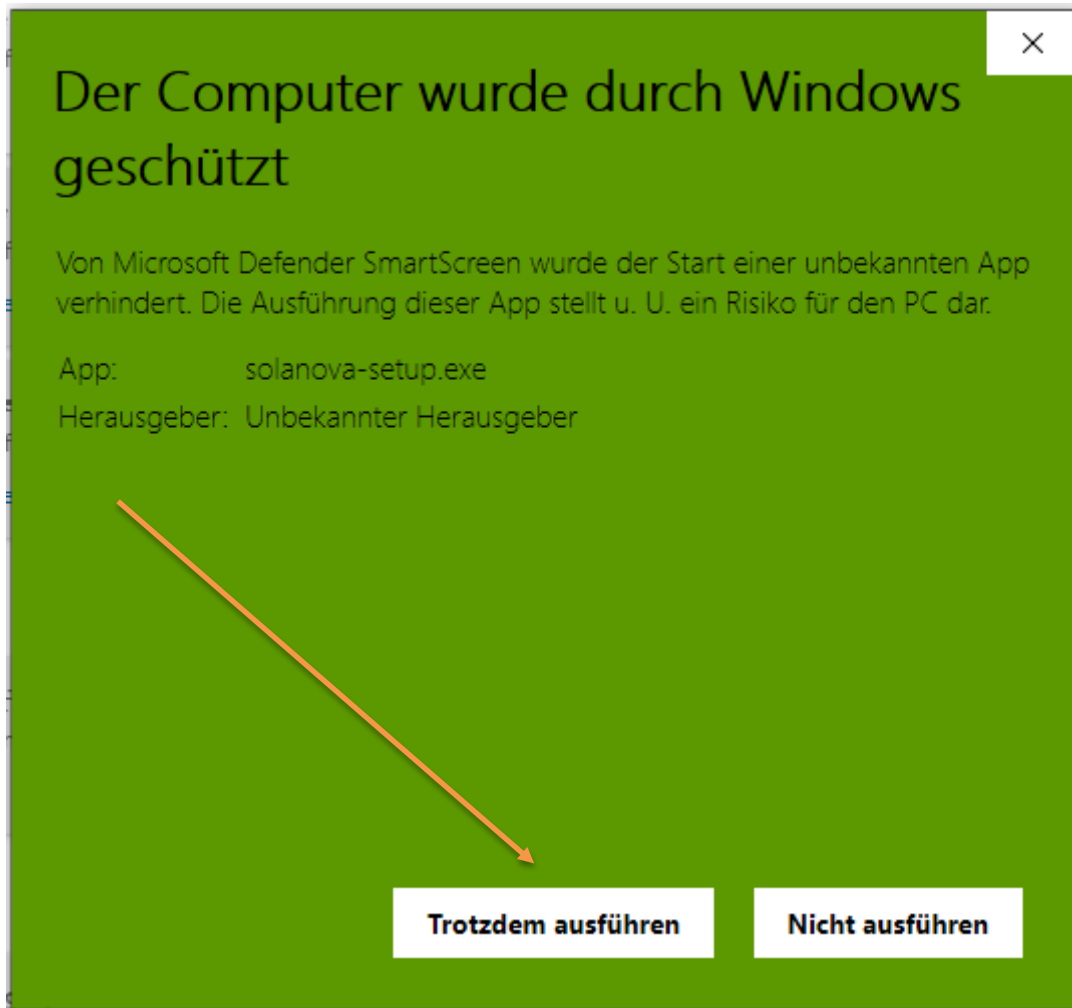 Der Computer wurde durch Windows
geschützt
Von Microsoft Defender SmartScreen wurde der Start einer unbekannten App
verhindert. Die Ausführung dieser App stellt u. U. ein Risiko für den PC dar.
App: solanova-setup.exe
Herausgeber: Unbekannter Herausgeber
Trotzdem ausführen Nicht ausführen